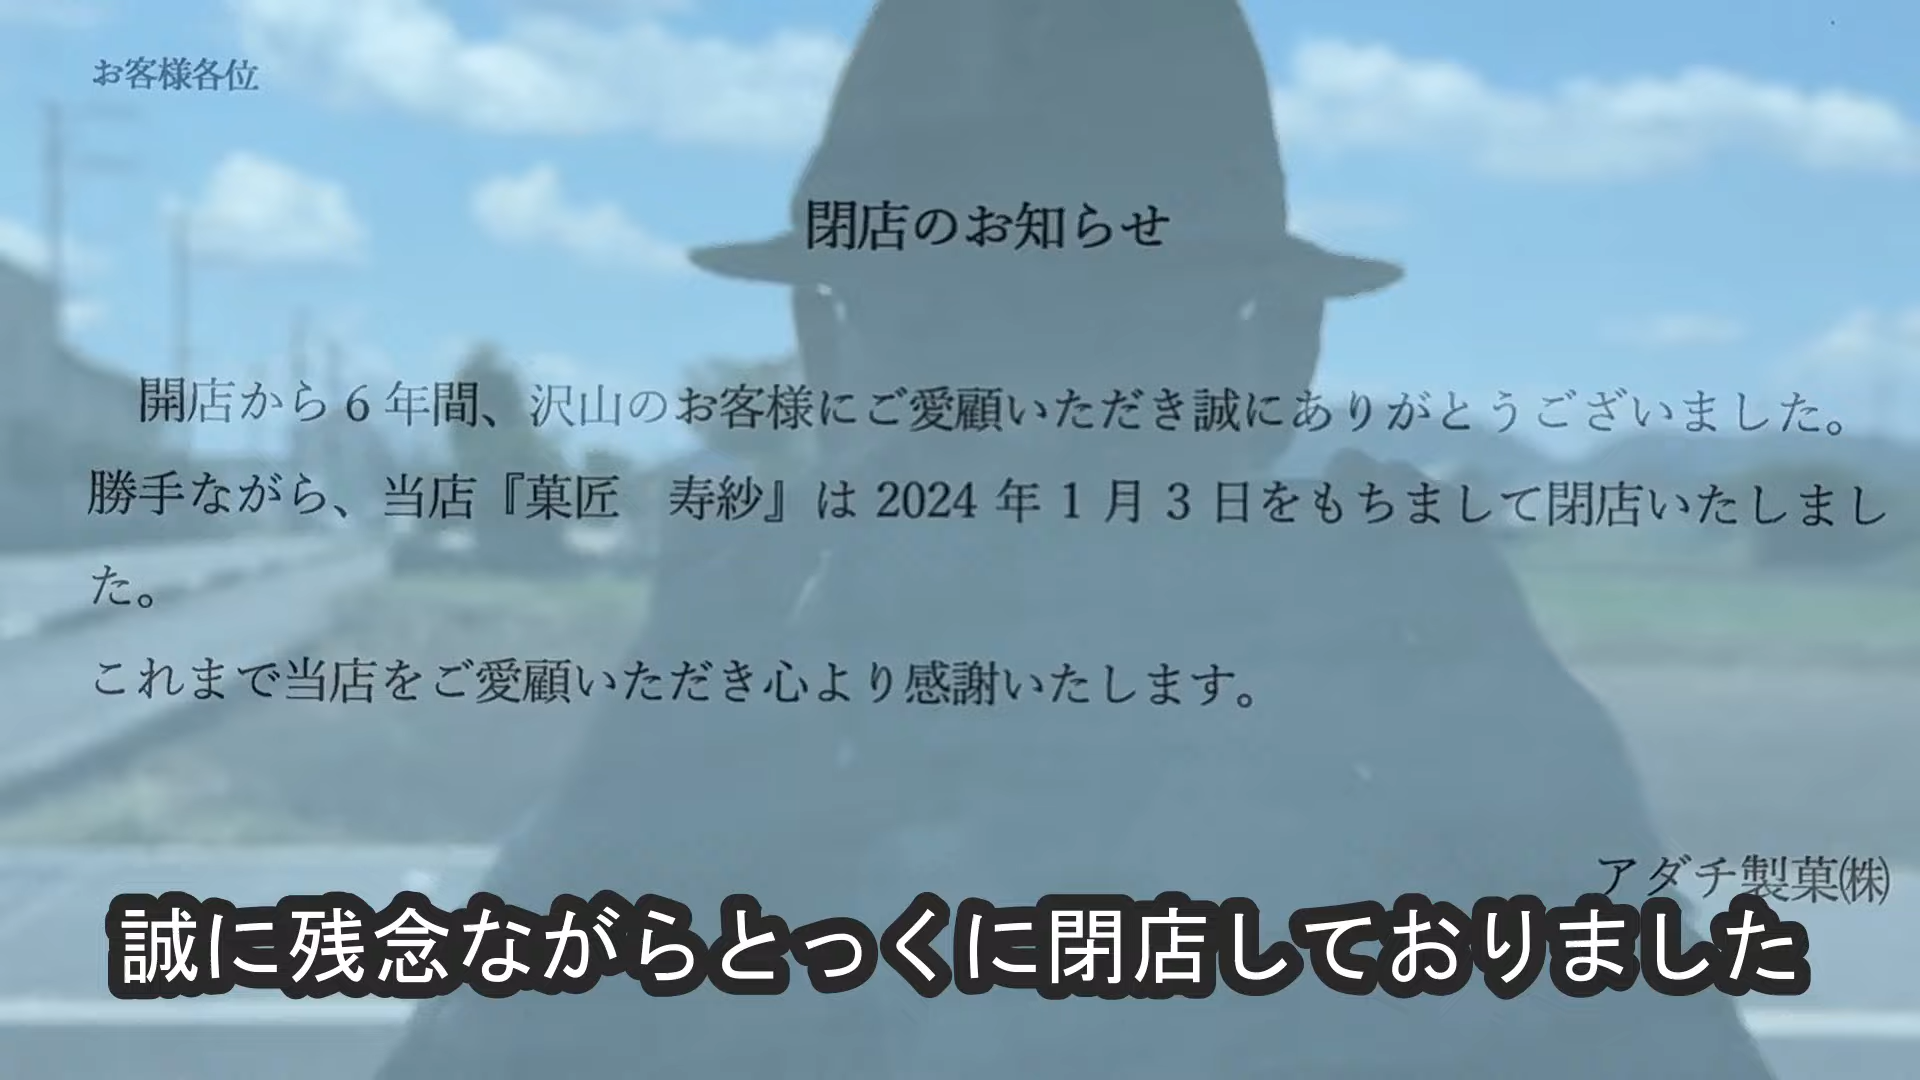 お客様各位
閉店のお知らせ
開店から6年間、沢山のお客様にご愛顧いただき誠にありがとうございました。
勝手ながら、当店『菓匠　寿紗』は 2024 年 1 月 3 日をもちまして閉店いたしまし
た。
これまで当店をご愛顧いただき心より感謝いたします。
アダチ製菓㈱
誠に残念ながらとっくに閉店しておりました